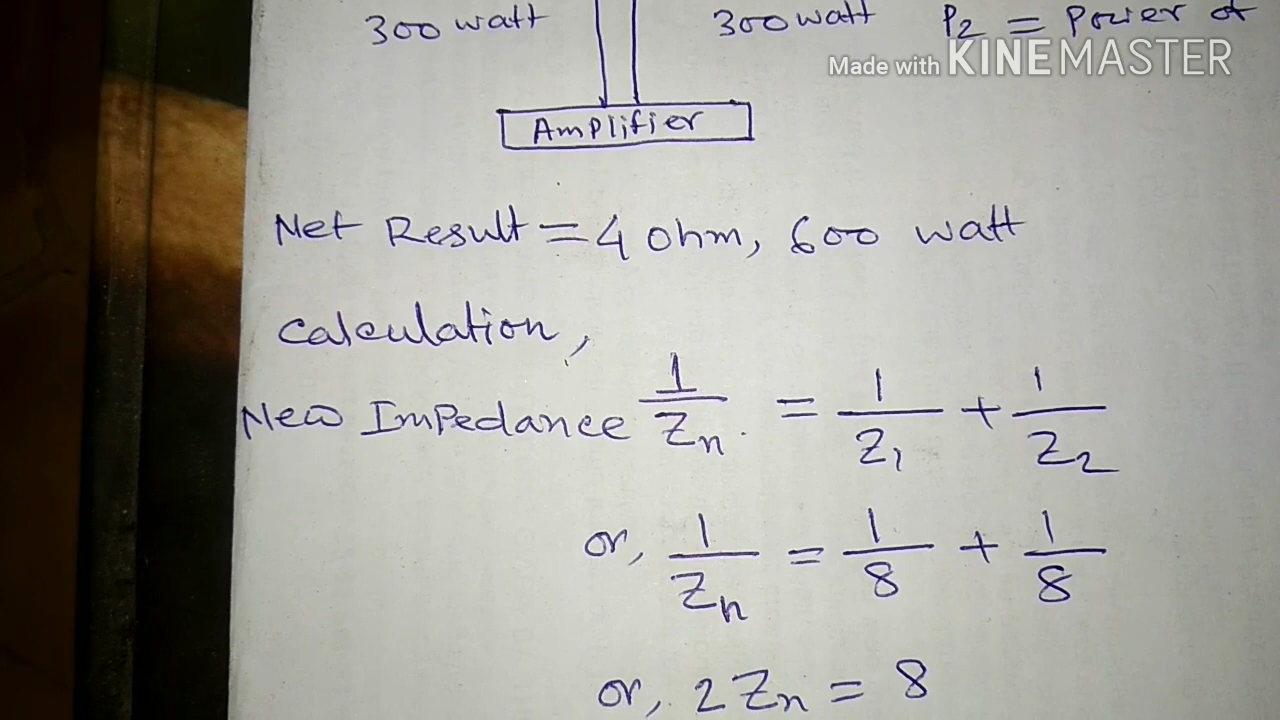 300 watt 300 watt P2 = Power of
Made with KINEMASTER
Amplifier
Net Result = 4 ohm, 600 watt
Calculation,
New Impedance 1/Zn = 1/Z1 + 1/Z2
or, 1/Zn = 1/8 + 1/8
or, 2Zn = 8